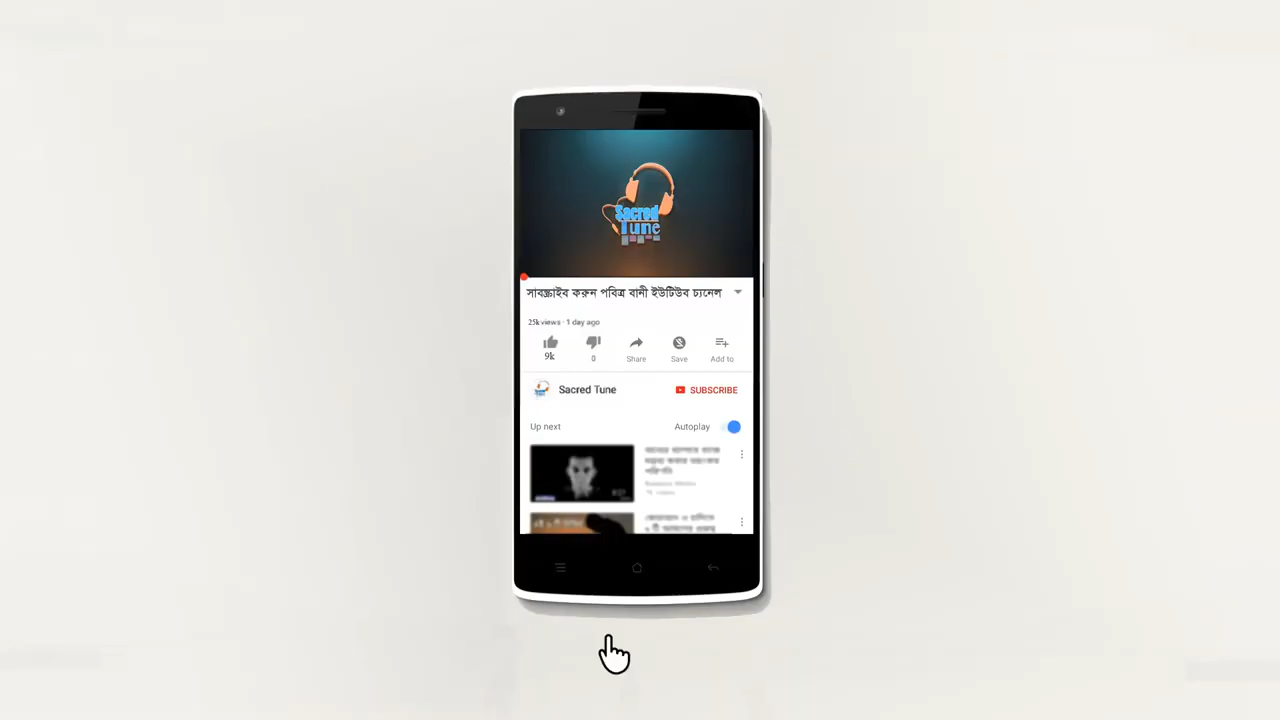 Sacred
Tune
সাবস্ক্রাইব করুন পবিত্র বানী ইউটিউব চ্যনেল
25k views · 1 day ago
9k
0
Share
Save
Add to
Sacred Tune
SUBSCRIBE
Up next
Autoplay